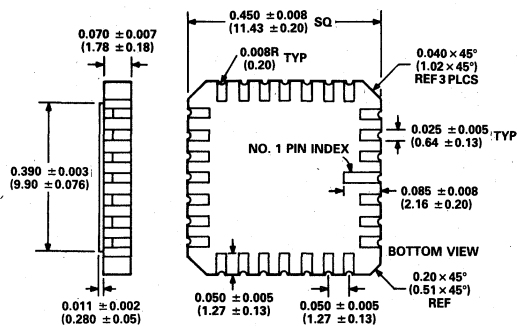 0.450 ±0.008 SQ
(11.43 ±0.20)
0.070 ±0.007
(1.78 ±0.18)
0.008R TYP
(0.20)
0.040 × 45°
(1.02 × 45°)
REF 3 PLCS
0.025 ±0.005
(0.64 ±0.13) TYP
NO. 1 PIN INDEX
0.390 ±0.003
(9.90 ±0.076)
0.085 ±0.008
(2.16 ±0.20)
BOTTOM VIEW
0.20 × 45°
(0.51 × 45°)
REF
0.011 ±0.002
(0.280 ±0.05)
0.050 ±0.005
(1.27 ±0.13)
0.050 ±0.005
(1.27 ±0.13)